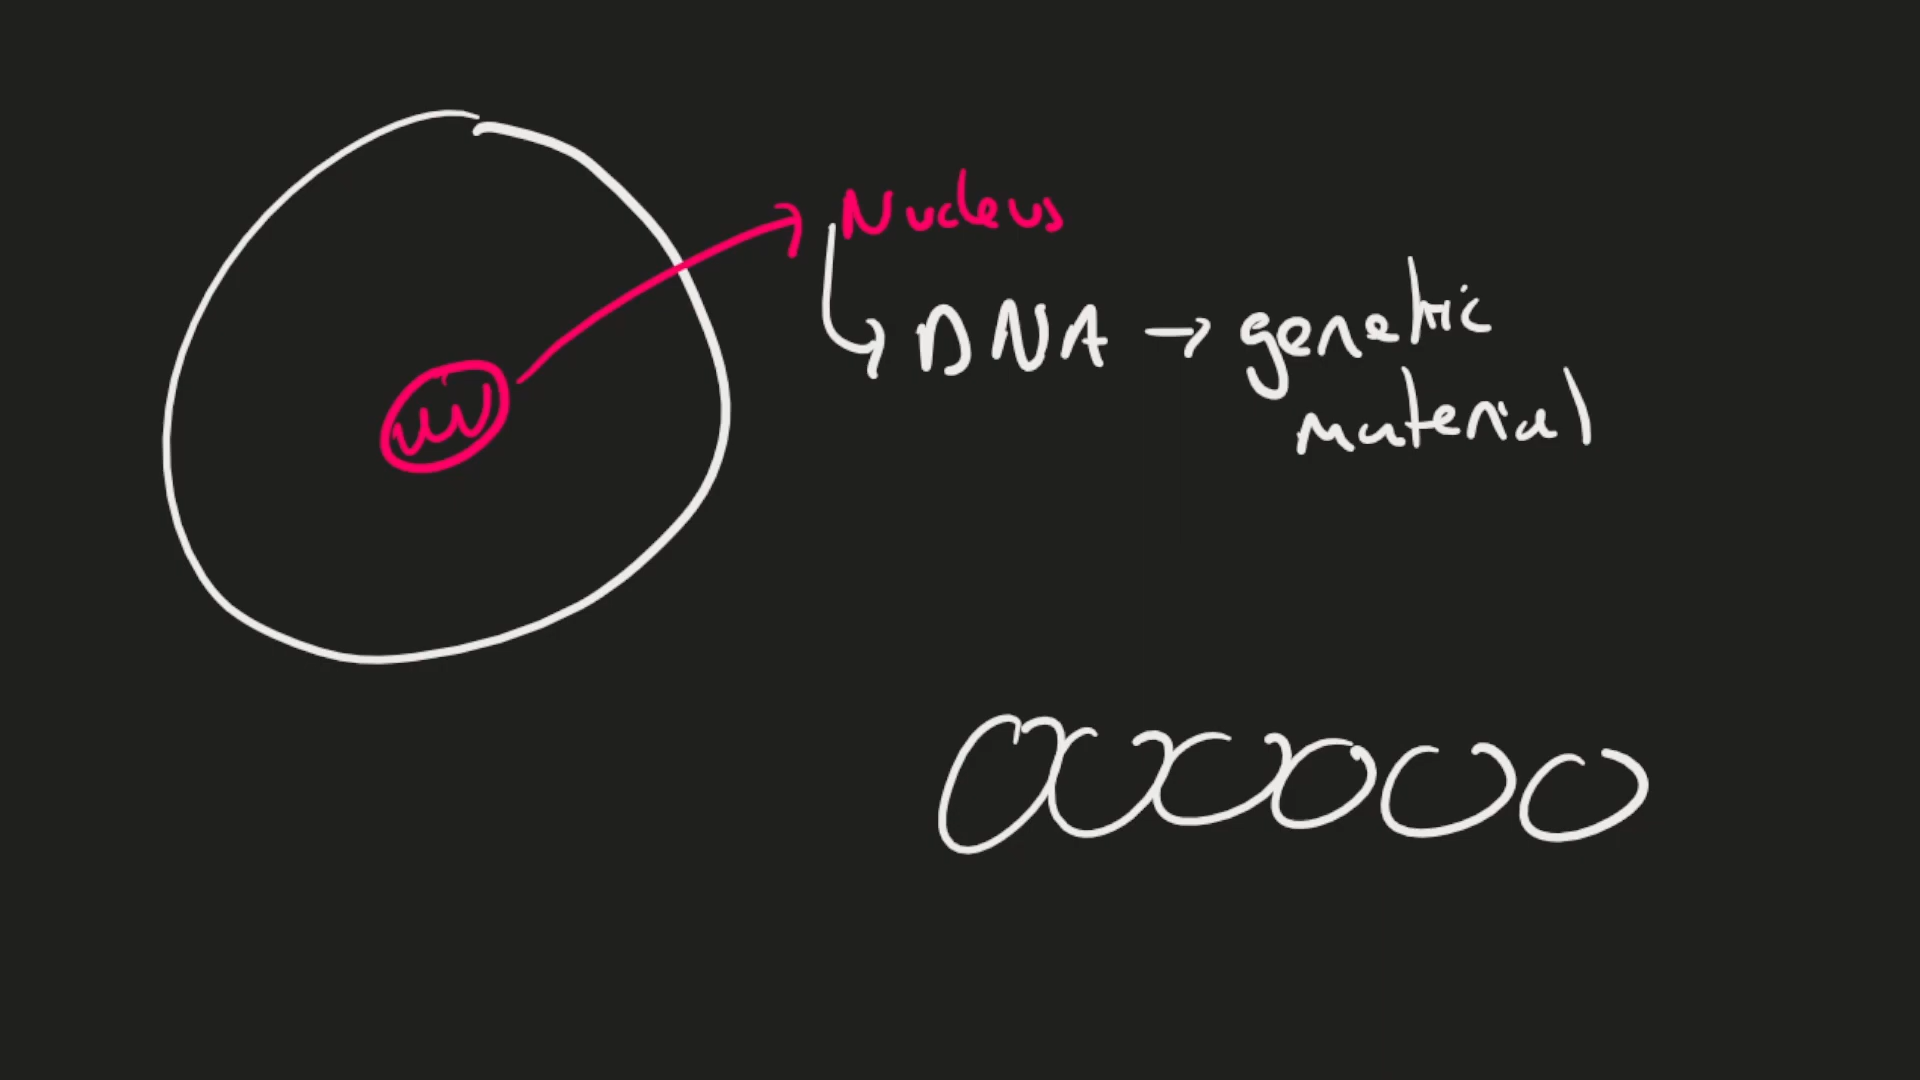 Nucleus
DNA → genetic
material